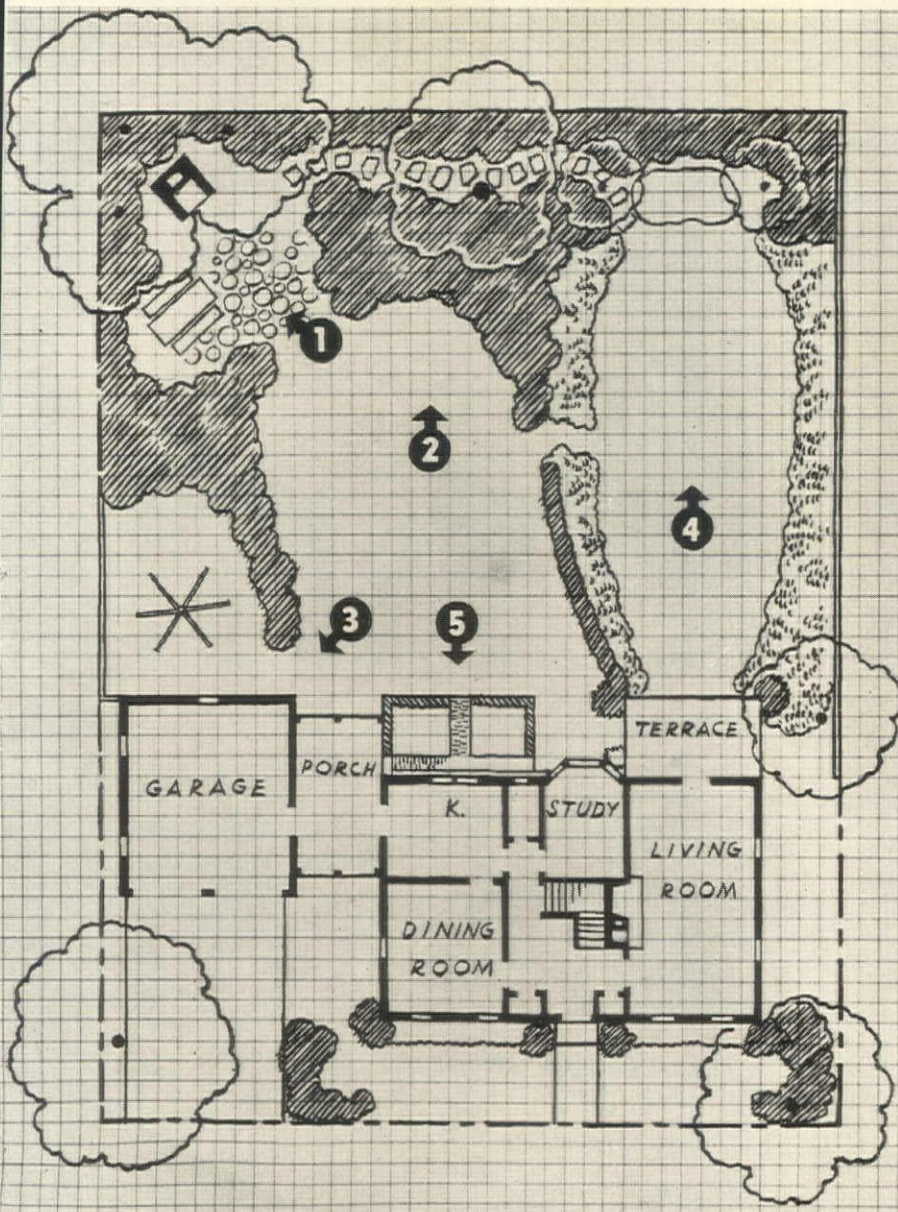 1
2
4
3
5
TERRACE
GARAGE
PORCH
K.
STUDY
LIVING
ROOM
DINING
ROOM